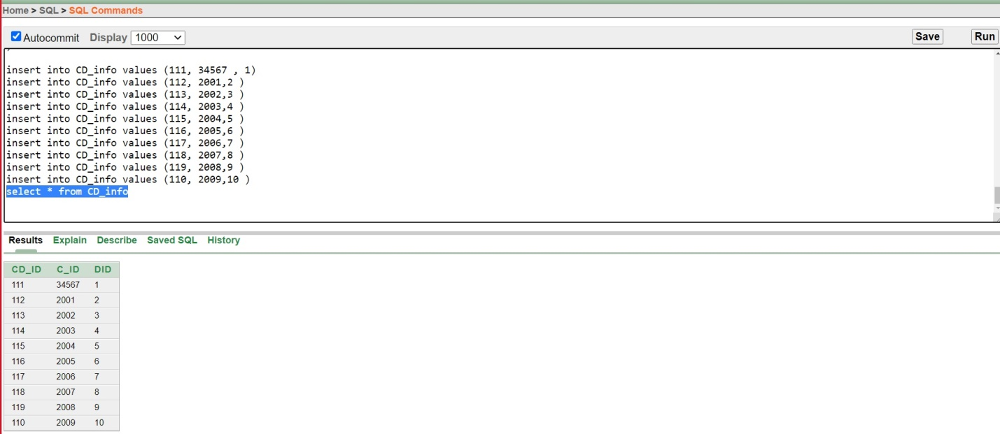 Home > SQL > SQL Commands
Autocommit Display 1000 Save Run
insert into CD_info values (111, 34567 , 1)
insert into CD_info values (112, 2001,2 )
insert into CD_info values (113, 2002,3 )
insert into CD_info values (114, 2003,4 )
insert into CD_info values (115, 2004,5 )
insert into CD_info values (116, 2005,6 )
insert into CD_info values (117, 2006,7 )
insert into CD_info values (118, 2007,8 )
insert into CD_info values (119, 2008,9 )
insert into CD_info values (110, 2009,10 )
select * from CD_info
Results Explain Describe Saved SQL History
CD_ID C_ID DID
111 34567 1
112 2001 2
113 2002 3
114 2003 4
115 2004 5
116 2005 6
117 2006 7
118 2007 8
119 2008 9
110 2009 10